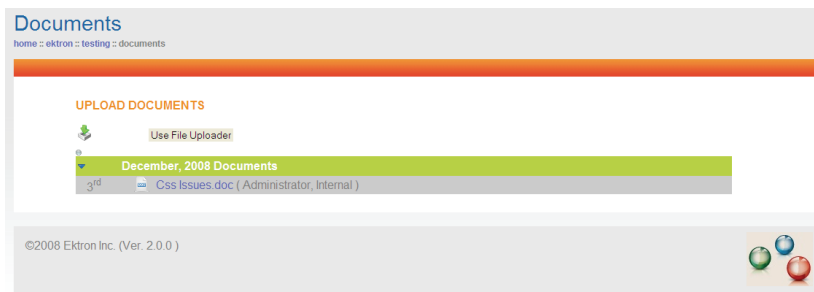 Documents
home :: ektron :: testing :: documents
UPLOAD DOCUMENTS
Use File Uploader
December, 2008 Documents
3rd Css Issues.doc ( Administrator, Internal )
©2008 Ektron Inc. (Ver. 2.0.0 )